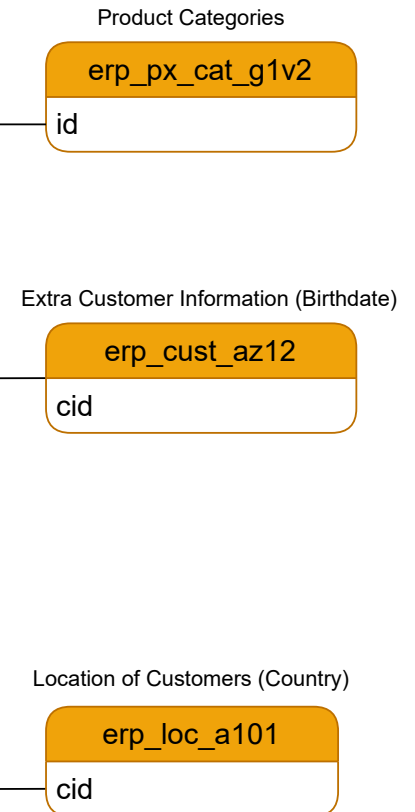 Product Categories
erp_px_cat_g1v2
id
Extra Customer Information (Birthdate)
erp_cust_az12
cid
Location of Customers (Country)
erp_loc_a101
cid